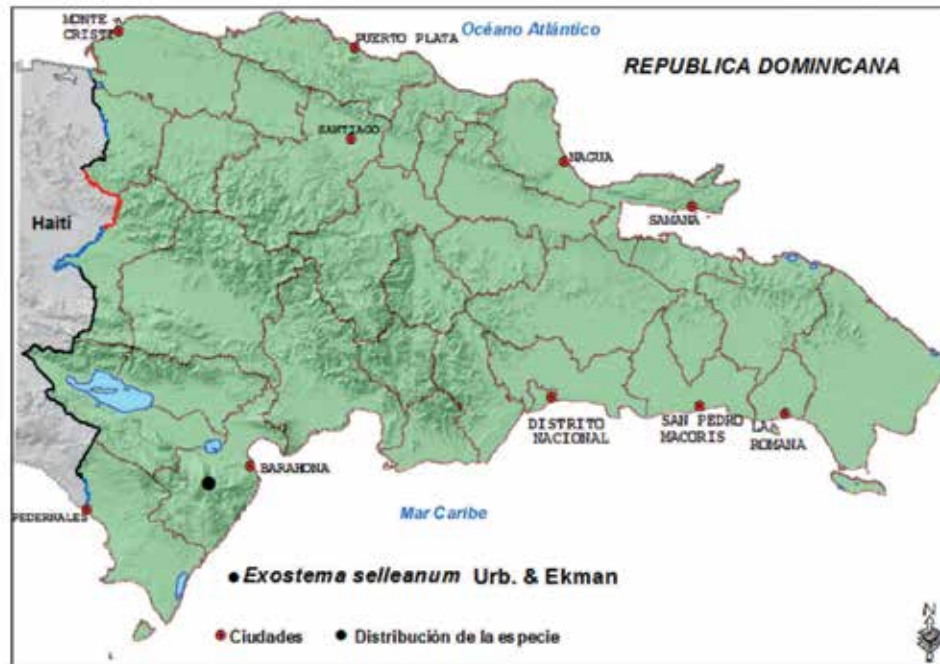 MONTE
CRISTI
PUERTO PLATA
Océano Atlántico
REPUBLICA DOMINICANA
SANTIAGO
NAGUA
SAMANA
Haití
DISTRITO
NACIONAL
SAN PEDRO
MACORIS
LA
ROMANA
BARAHONA
PEDERNALES
Mar Caribe
Exostema selleanum Urb. & Ekman
Ciudades
Distribución de la especie
N